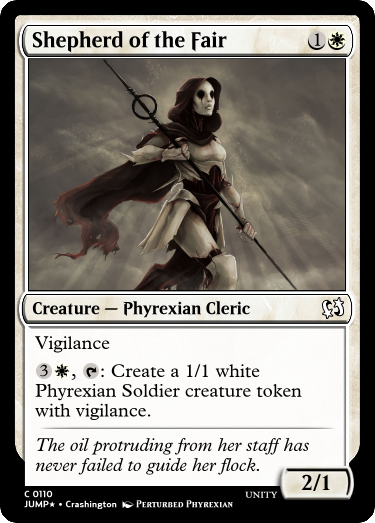 Shepherd of the Fair 1
Creature — Phyrexian Cleric
Vigilance
3, : Create a 1/1 white
Phyrexian Soldier creature token
with vigilance.
The oil protruding from her staff has
never failed to guide her flock.
2/1
C 0110 UNITY
JUMP★ • Crashington Perturbed Phyrexian